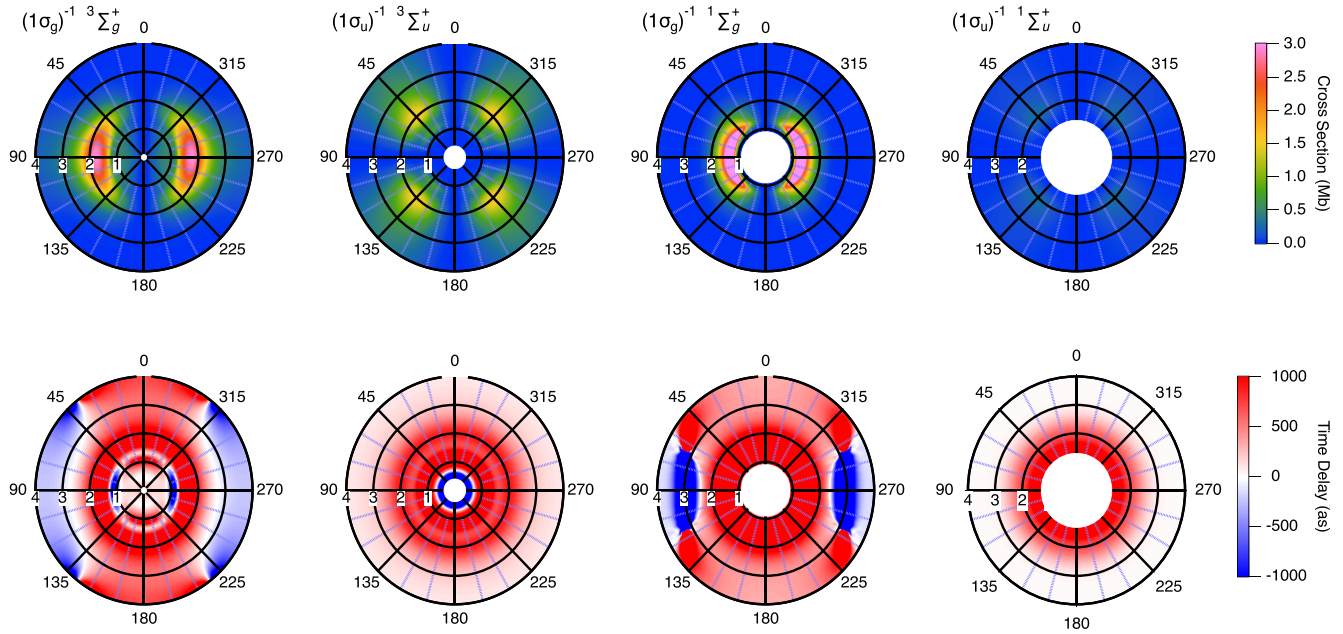 (1σg)⁻¹ ³Σg⁺
(1σu)⁻¹ ³Σu⁺
(1σg)⁻¹ ¹Σg⁺
(1σu)⁻¹ ¹Σu⁺
0 0 0 0
45 315 45 315 45 315 45 315
90 4 3 2 1 270
90 4 3 2 1 270
90 4 3 2 1 270
90 4 3 2 270
135 225 135 225 135 225 135 225
180 180 180 180
3.0
2.5
2.0
1.5
1.0
0.5
0.0
Cross Section (Mb)
0 0 0 0
45 315 45 315 45 315 45 315
90 4 3 2 1 270
90 4 3 2 1 270
90 4 3 2 1 270
90 4 3 2 270
135 225 135 225 135 225 135 225
180 180 180 180
1000
500
0
-500
-1000
Time Delay (as)